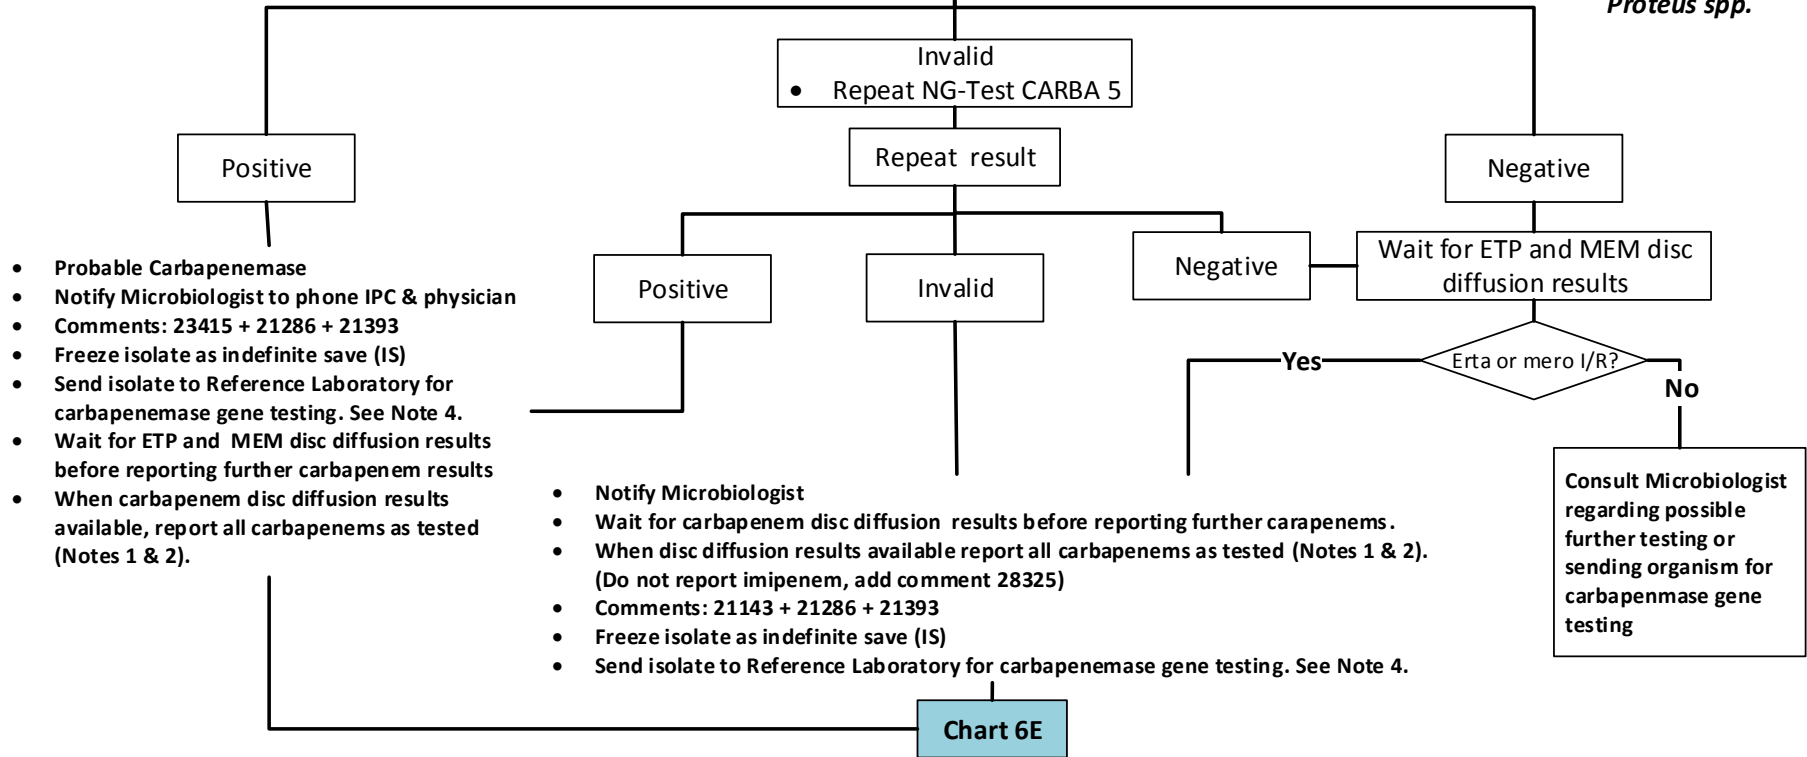 Proteus spp.
Invalid
• Repeat NG-Test CARBA 5
Positive
Repeat result
Negative
Positive
Invalid
Negative
Wait for ETP and MEM disc
diffusion results
• Probable Carbapenemase
• Notify Microbiologist to phone IPC & physician
• Comments: 23415 + 21286 + 21393
• Freeze isolate as indefinite save (IS)
• Send isolate to Reference Laboratory for
carbapenemase gene testing. See Note 4.
• Wait for ETP and MEM disc diffusion results
before reporting further carbapenem results
• When carbapenem disc diffusion results
available, report all carbapenems as tested
(Notes 1 & 2).
Yes
Erta or mero I/R?
No
• Notify Microbiologist
• Wait for carbapenem disc diffusion results before reporting further carapenems.
• When disc diffusion results available report all carbapenems as tested (Notes 1 & 2).
(Do not report imipenem, add comment 28325)
• Comments: 21143 + 21286 + 21393
• Freeze isolate as indefinite save (IS)
• Send isolate to Reference Laboratory for carbapenemase gene testing. See Note 4.
Consult Microbiologist
regarding possible
further testing or
sending organism for
carbapenmase gene
testing
Chart 6E